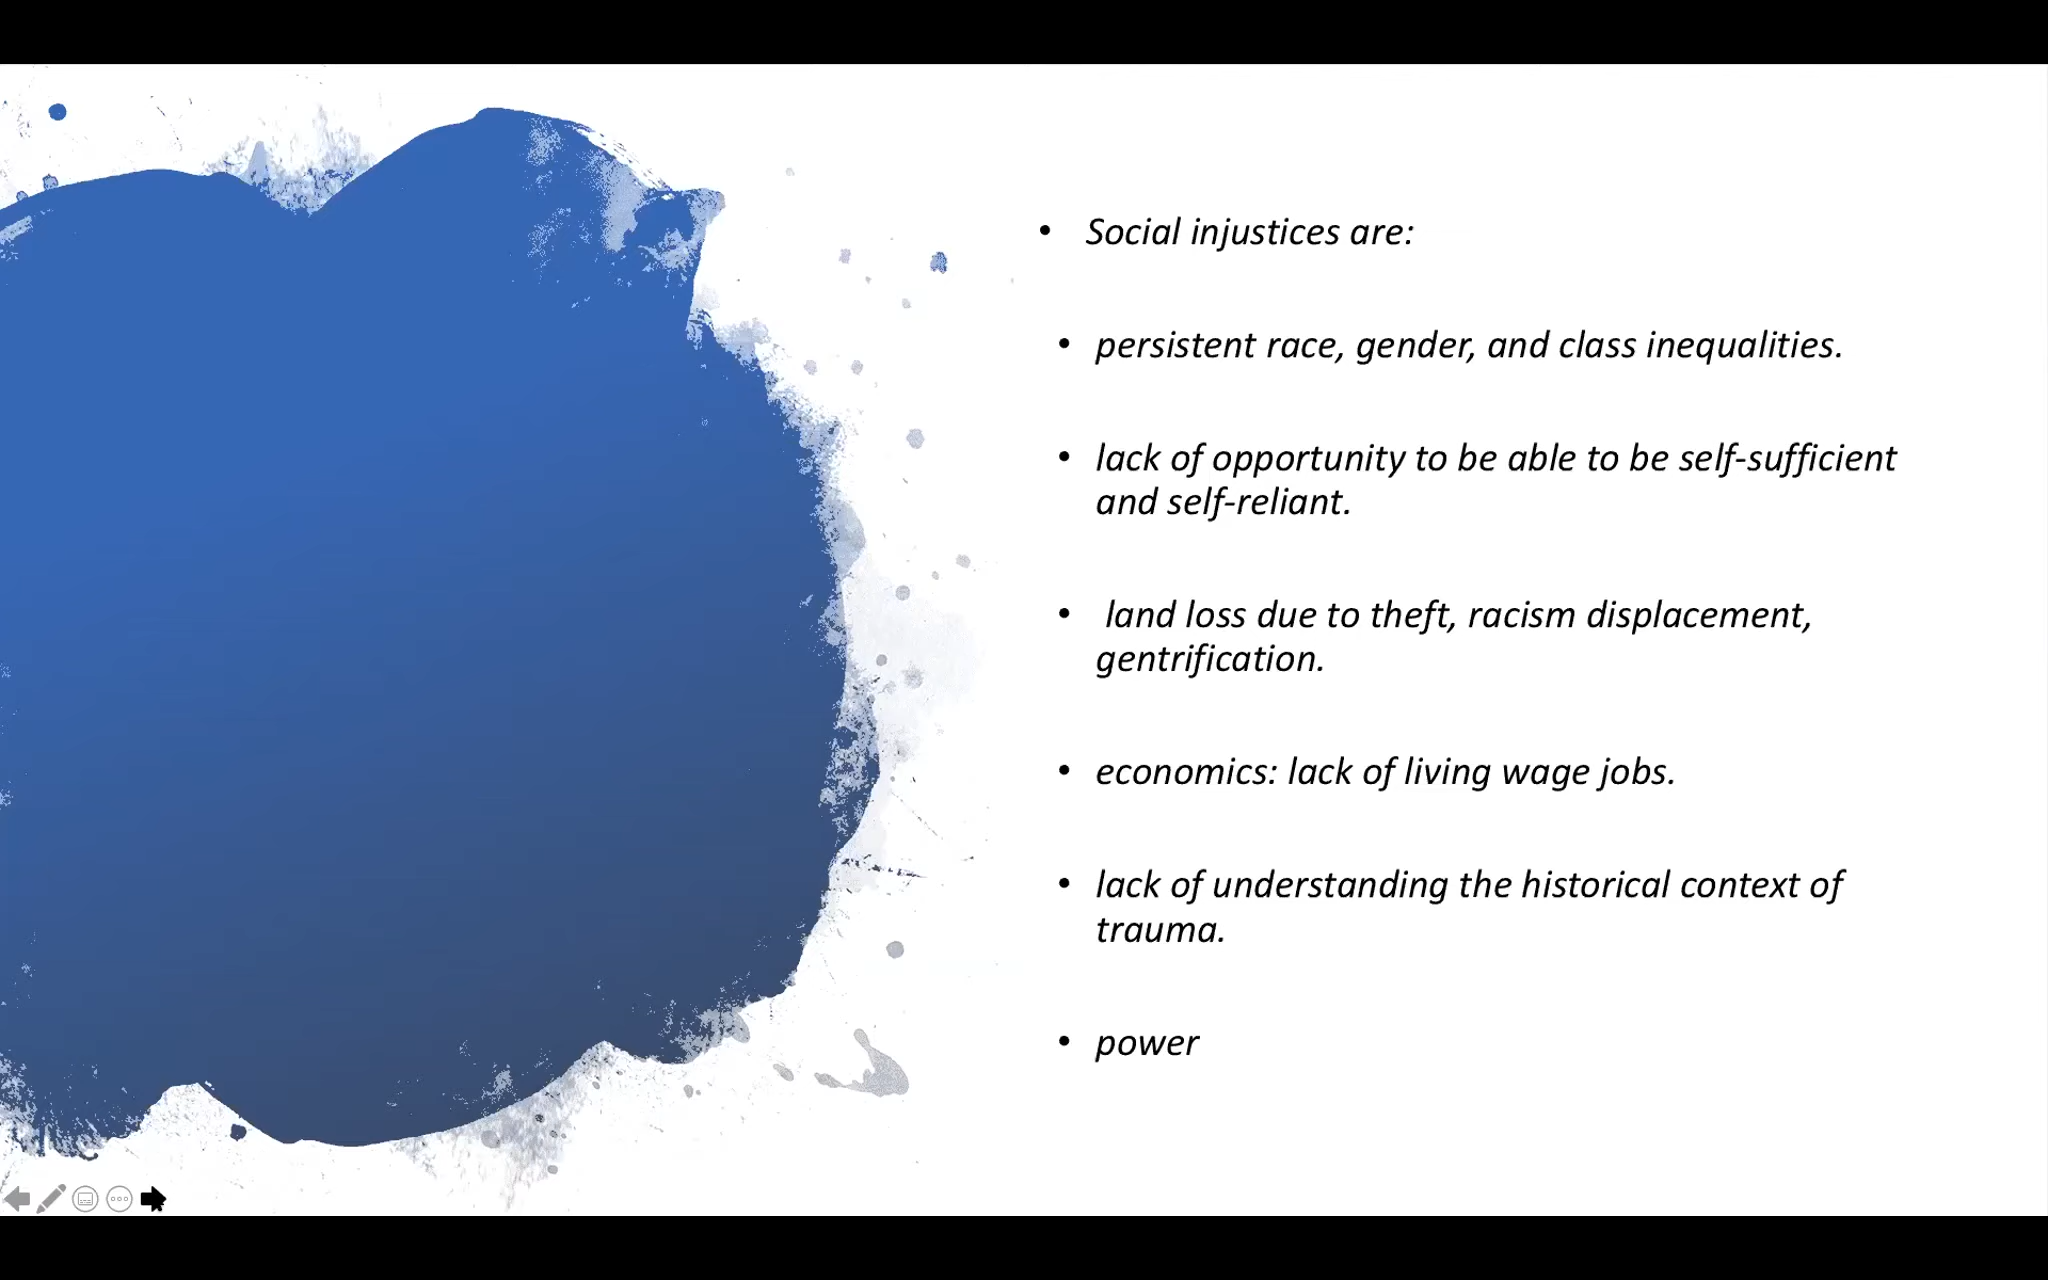 • Social injustices are:
• persistent race, gender, and class inequalities.
• lack of opportunity to be able to be self-sufficient
and self-reliant.
• land loss due to theft, racism displacement,
gentrification.
• economics: lack of living wage jobs.
• lack of understanding the historical context of
trauma.
• power